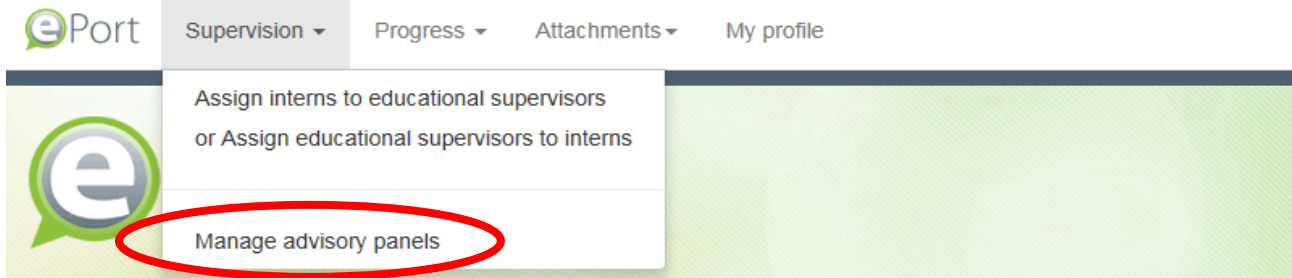 ePort Supervision Progress Attachments My profile
Assign interns to educational supervisors
or Assign educational supervisors to interns
e
Manage advisory panels